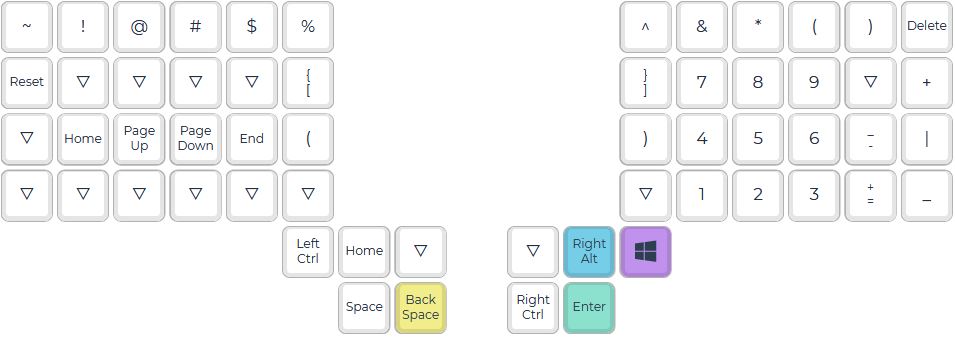 ~ ! @ # $ % ^ & * ( ) Delete
Reset ▽ ▽ ▽ ▽ { } 7 8 9 ▽ +
[ ]
▽ Home Page Page End ( ) 4 5 6 _ |
Up Down -
▽ ▽ ▽ ▽ ▽ ▽ ▽ 1 2 3 + _
=
Left Home ▽ ▽ Right
Ctrl Alt
Space Back Right Enter
Space Ctrl